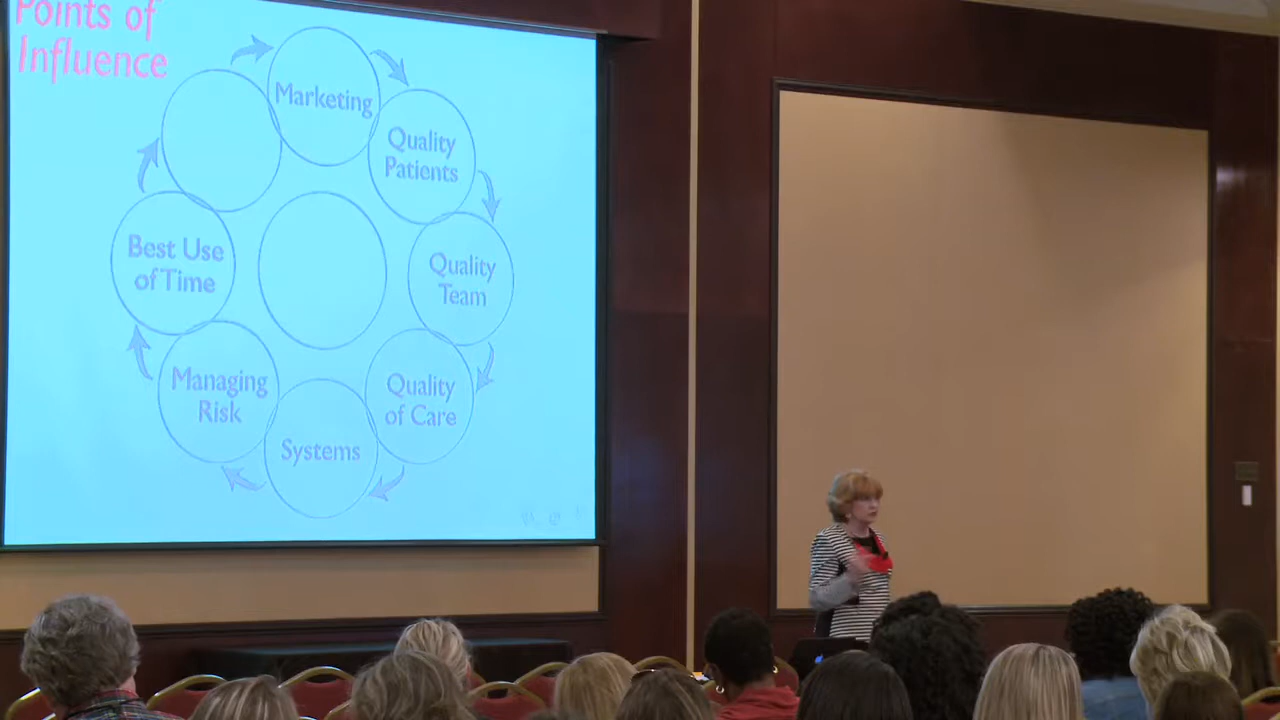 Points of
Influence
Marketing
Quality
Patients
Quality
Team
Quality
of Care
Systems
Managing
Risk
Best Use
of Time